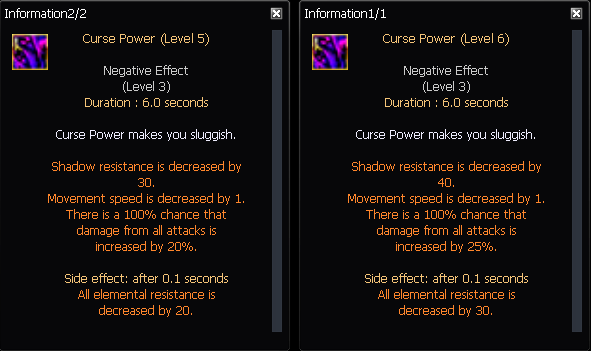 Information2/2
Curse Power (Level 5)
Negative Effect
(Level 3)
Duration : 6.0 seconds
Curse Power makes you sluggish.
Shadow resistance is decreased by
30.
Movement speed is decreased by 1.
There is a 100% chance that
damage from all attacks is
increased by 20%.
Side effect: after 0.1 seconds
All elemental resistance is
decreased by 20.
Information1/1
Curse Power (Level 6)
Negative Effect
(Level 3)
Duration : 6.0 seconds
Curse Power makes you sluggish.
Shadow resistance is decreased by
40.
Movement speed is decreased by 1.
There is a 100% chance that
damage from all attacks is
increased by 25%.
Side effect: after 0.1 seconds
All elemental resistance is
decreased by 30.